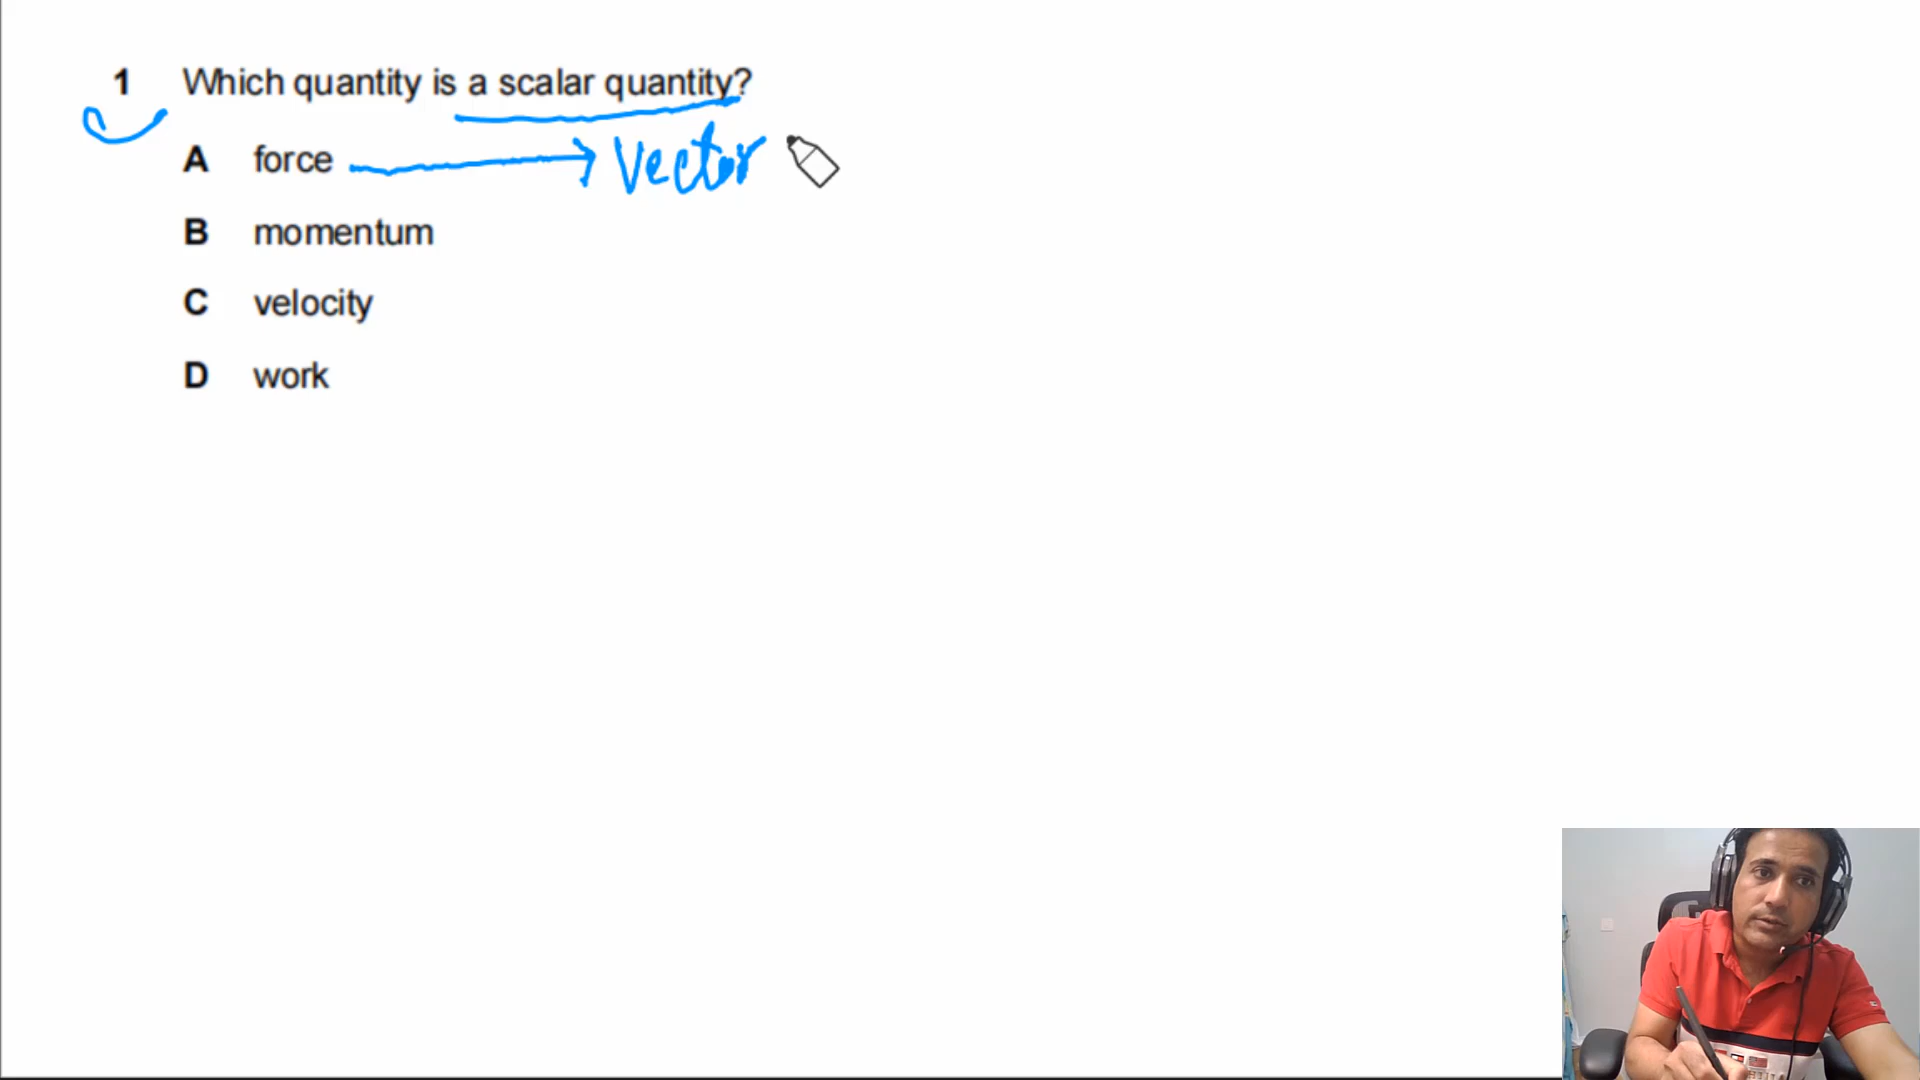 1 Which quantity is a scalar quantity?
A force → Vector
B momentum
C velocity
D work